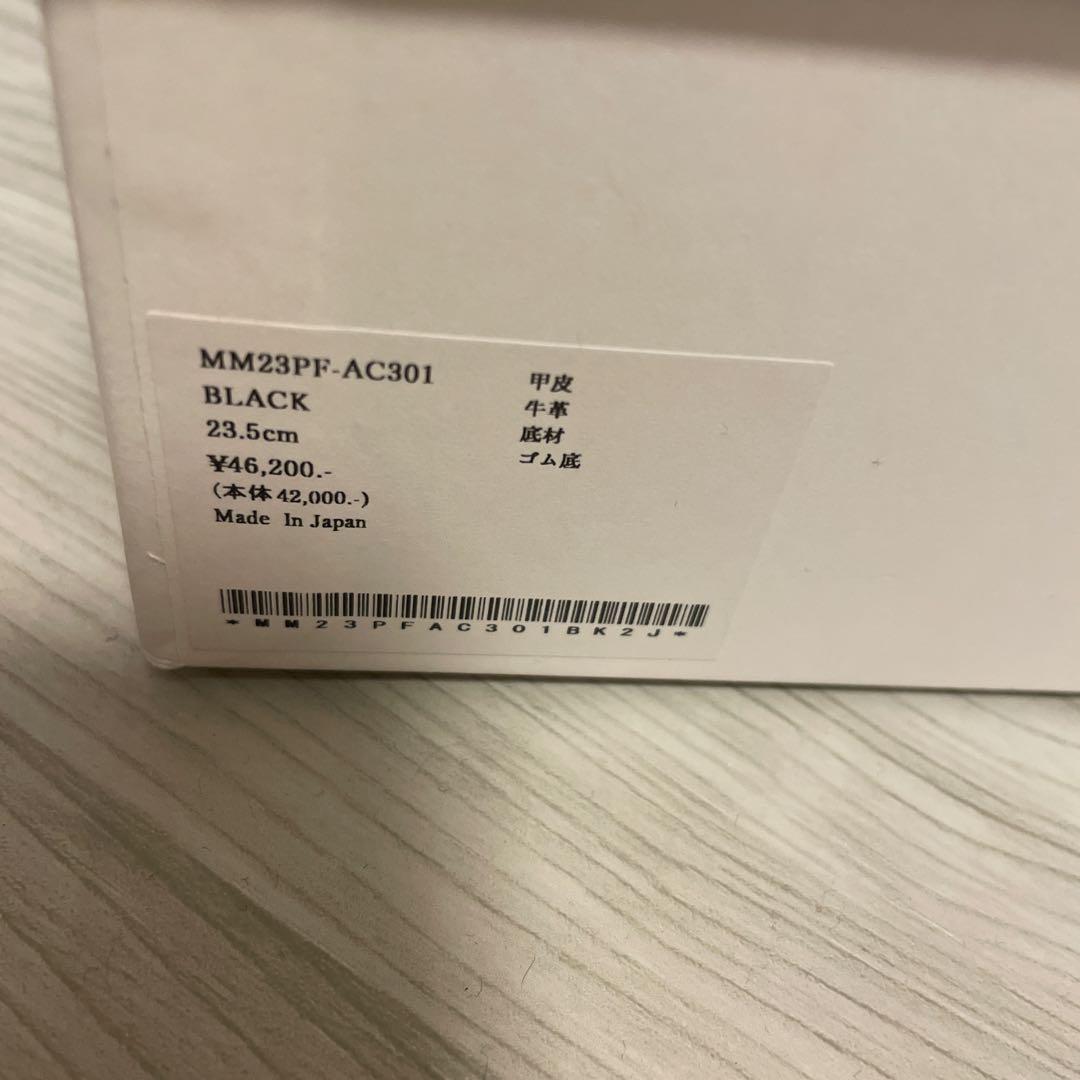 MM23PF-AC301
BLACK
23.5cm
¥46,200.-
(本体 42,000.-)
Made In Japan
甲皮
牛革
底材
ゴム底
*MM23PFAC301BK2J*